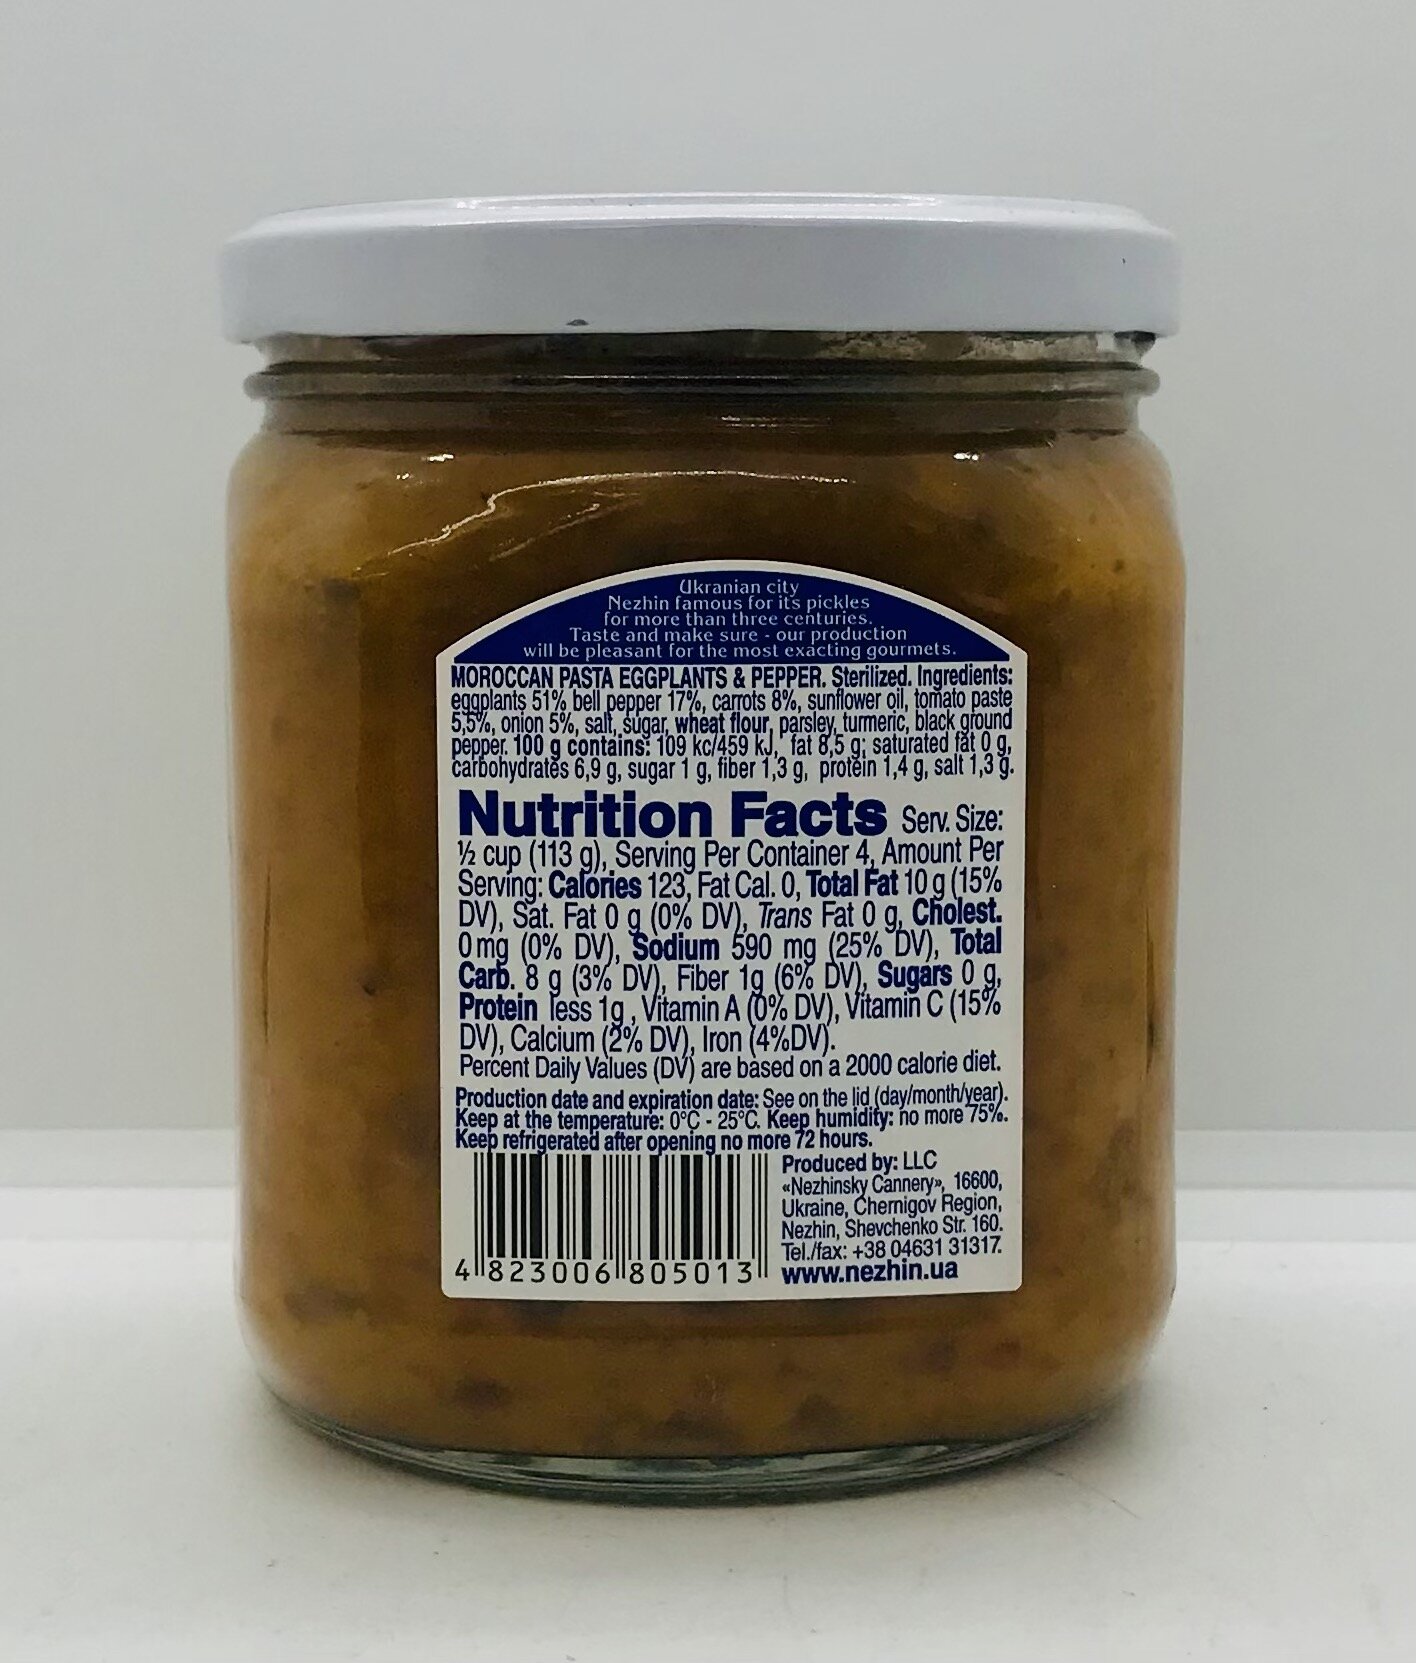 Ukranian city
Nezhin famous for its pickles
for more than three centuries.
Taste and make sure - our production
will be pleasant for the most exacting gourmets.
MOROCCAN PASTA EGGPLANTS & PEPPER. Sterilized. Ingredients:
eggplants 51% bell pepper 17%, carrots 8%, sunflower oil, tomato paste
5,5%, onion 5%, salt, sugar, wheat flour, parsley, turmeric, black ground
pepper. 100 g contains: 109 kc/459 kJ, fat 8,5 g; saturated fat 0 g,
carbohydrates 6,9 g, sugar 1 g, fiber 1,3 g, protein 1,4 g, salt 1,3 g.
Nutrition Facts Serv. Size:
½ cup (113 g), Serving Per Container 4, Amount Per
Serving: Calories 123, Fat Cal. 0, Total Fat 10 g (15%
DV), Sat. Fat 0 g (0% DV), Trans Fat 0 g, Cholest.
0 mg (0% DV), Sodium 590 mg (25% DV), Total
Carb. 8 g (3% DV), Fiber 1g (6% DV), Sugars 0 g,
Protein less 1g, Vitamin A (0% DV), Vitamin C (15%
DV), Calcium (2% DV), Iron (4%DV).
Percent Daily Values (DV) are based on a 2000 calorie diet.
Production date and expiration date: See on the lid (day/month/year).
Keep at the temperature: 0°C - 25°C. Keep humidity: no more 75%.
Keep refrigerated after opening no more 72 hours.
Produced by: LLC
«Nezhinsky Cannery», 16600,
Ukraine, Chernigov Region,
Nezhin, Shevchenko Str. 160.
Tel./fax: +38 04631 31317.
www.nezhin.ua
4 823006 805013